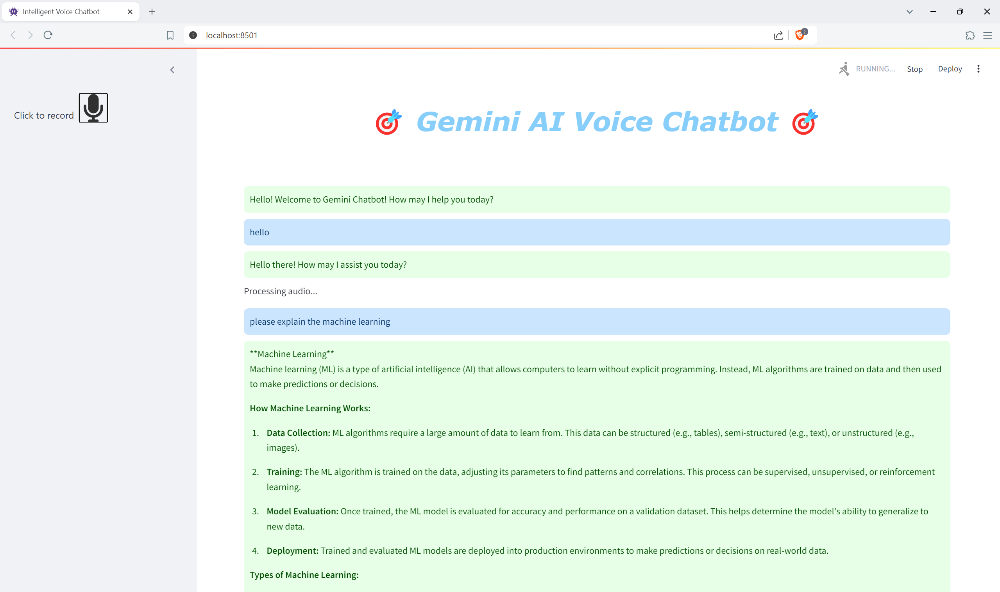 Intelligent Voice Chatbot
localhost:8501
2
RUNNING...
Stop
Deploy
Click to record
🎯 Gemini AI Voice Chatbot 🎯
Hello! Welcome to Gemini Chatbot! How may I help you today?
hello
Hello there! How may I assist you today?
Processing audio...
please explain the machine learning
**Machine Learning**
Machine learning (ML) is a type of artificial intelligence (AI) that allows computers to learn without explicit programming. Instead, ML algorithms are trained on data and then used
to make predictions or decisions.
How Machine Learning Works:
1. Data Collection: ML algorithms require a large amount of data to learn from. This data can be structured (e.g., tables), semi-structured (e.g., text), or unstructured (e.g.,
images).
2. Training: The ML algorithm is trained on the data, adjusting its parameters to find patterns and correlations. This process can be supervised, unsupervised, or reinforcement
learning.
3. Model Evaluation: Once trained, the ML model is evaluated for accuracy and performance on a validation dataset. This helps determine the model's ability to generalize to
new data.
4. Deployment: Trained and evaluated ML models are deployed into production environments to make predictions or decisions on real-world data.
Types of Machine Learning: